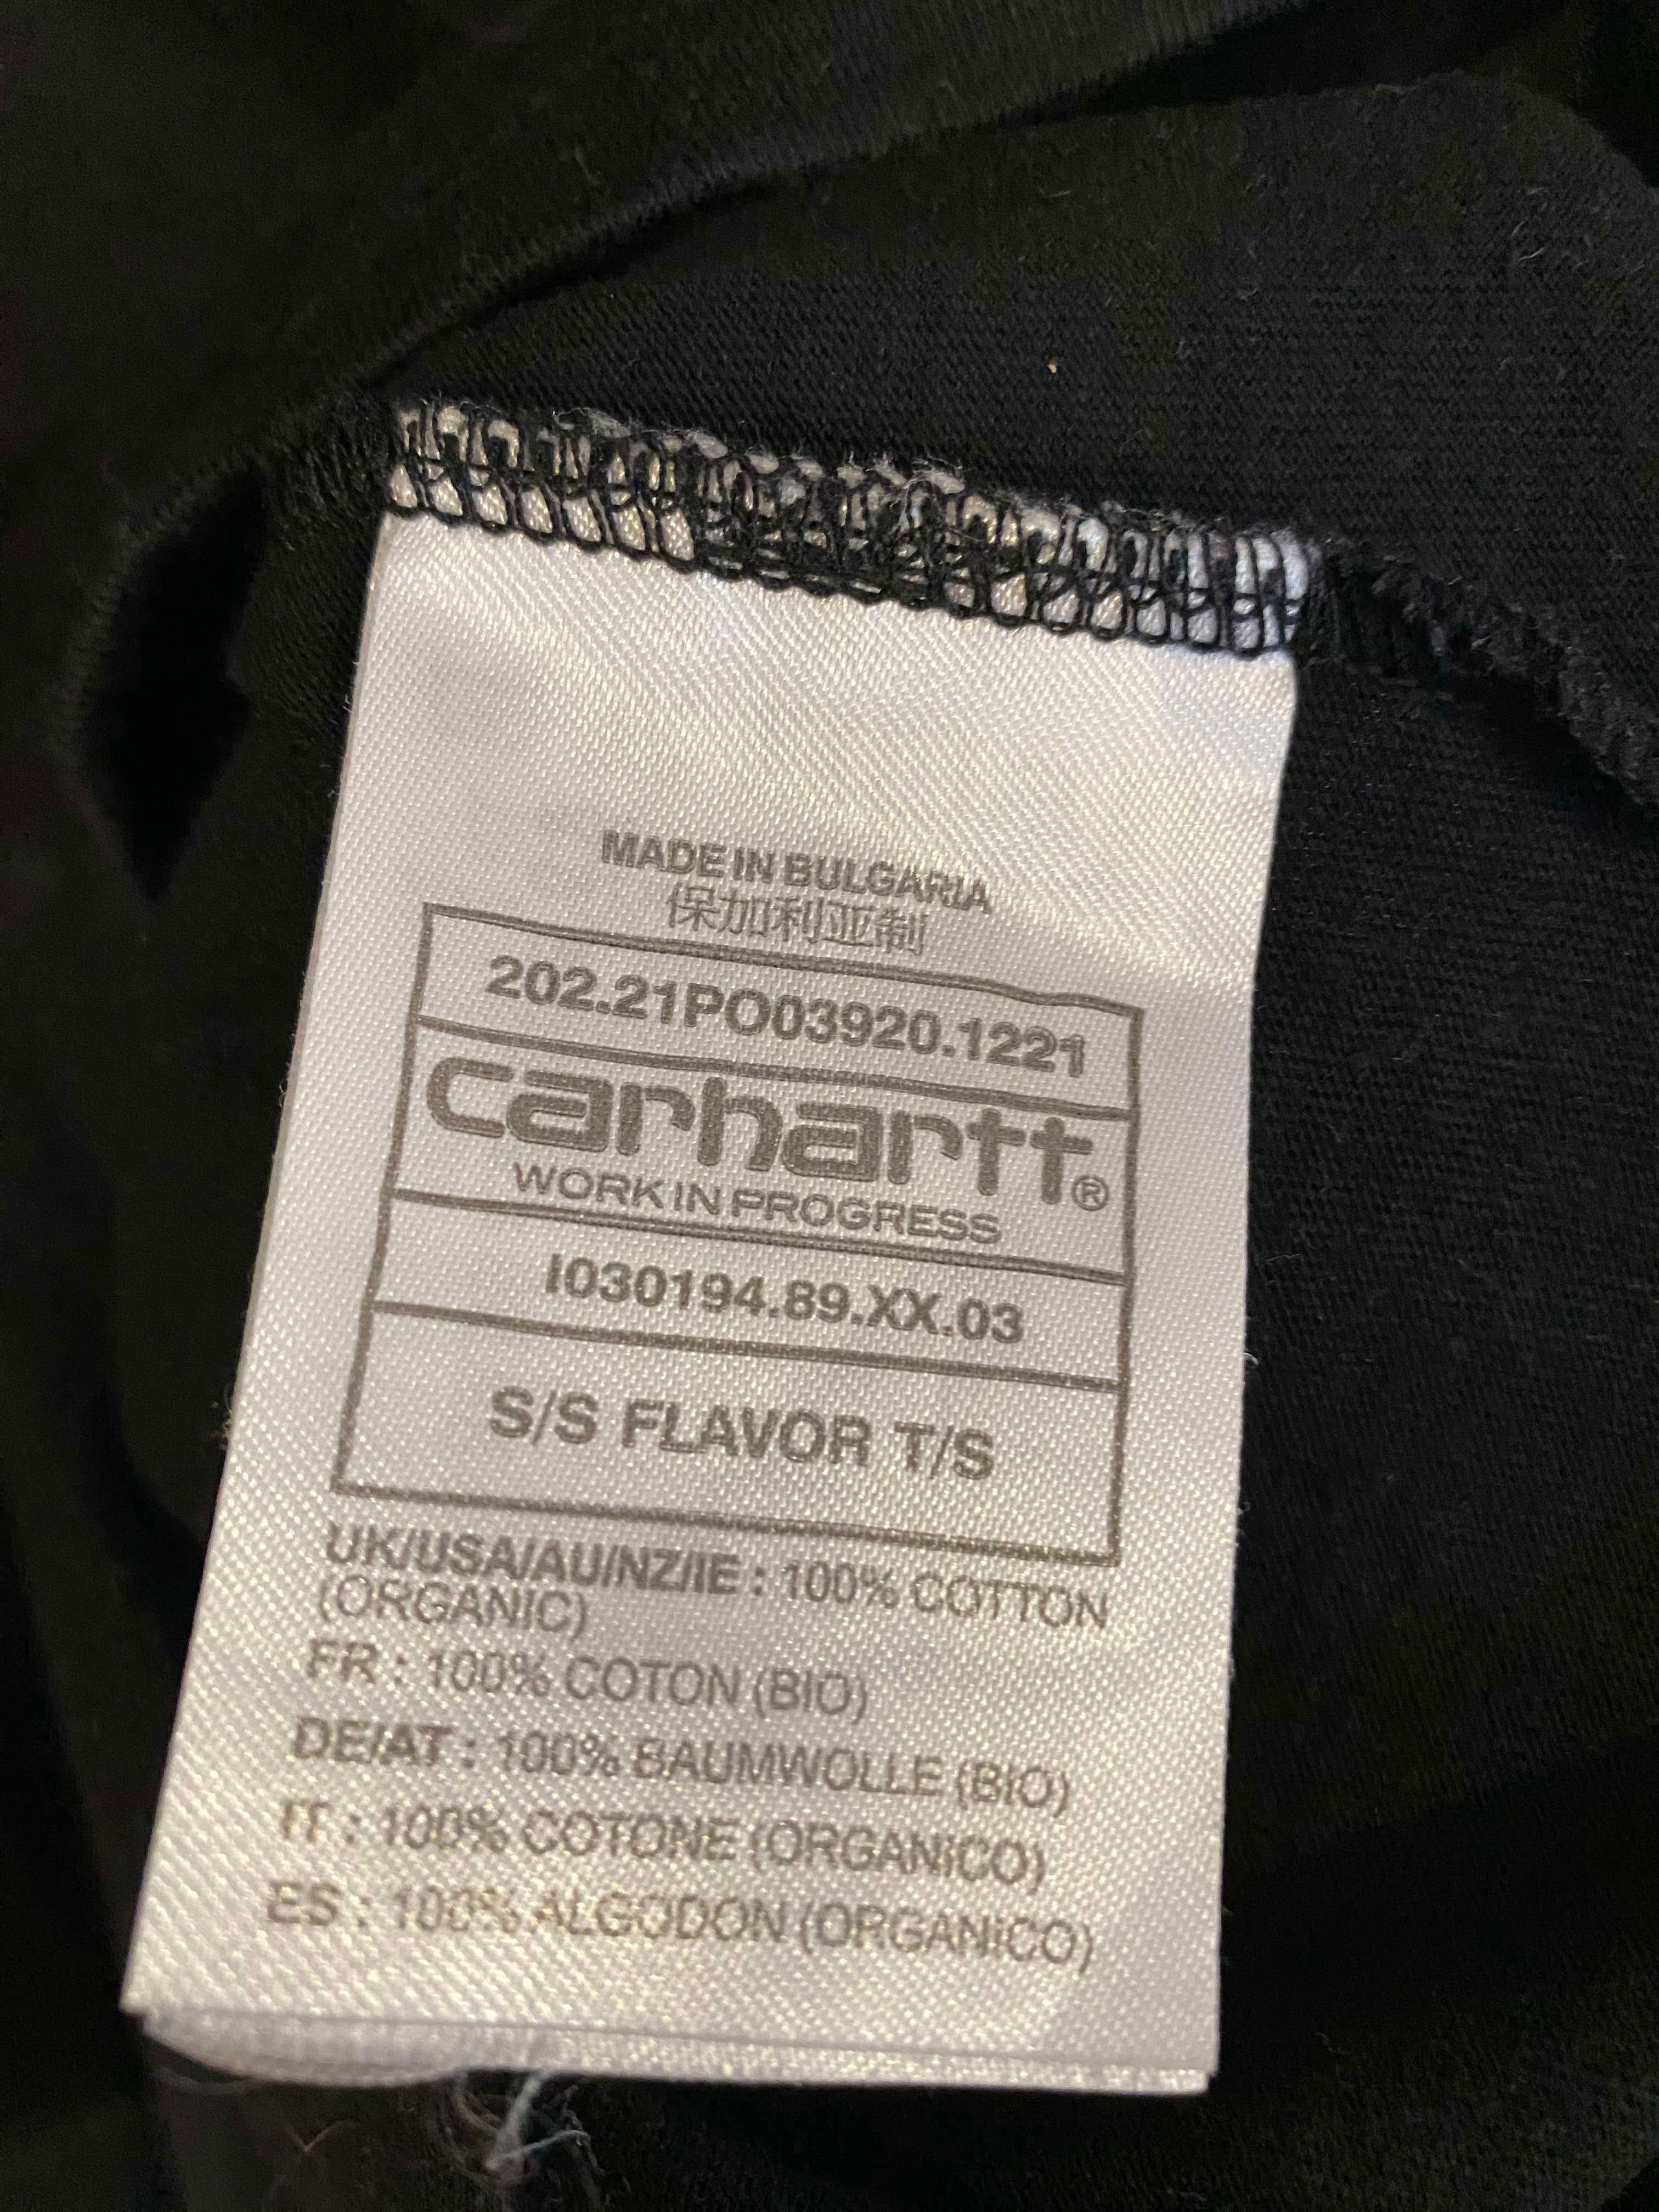 MADE IN BULGARIA
保加利亚制
202.21PO03920.1221
carhartt®
WORK IN PROGRESS
I030194.89.XX.03
S/S FLAVOR T/S
UK/USA/AU/NZ/IE : 100% COTTON
(ORGANIC)
FR : 100% COTON (BIO)
DE/AT : 100% BAUMWOLLE (BIO)
IT : 100% COTONE (ORGANICO)
ES : 100% ALGODON (ORGANICO)